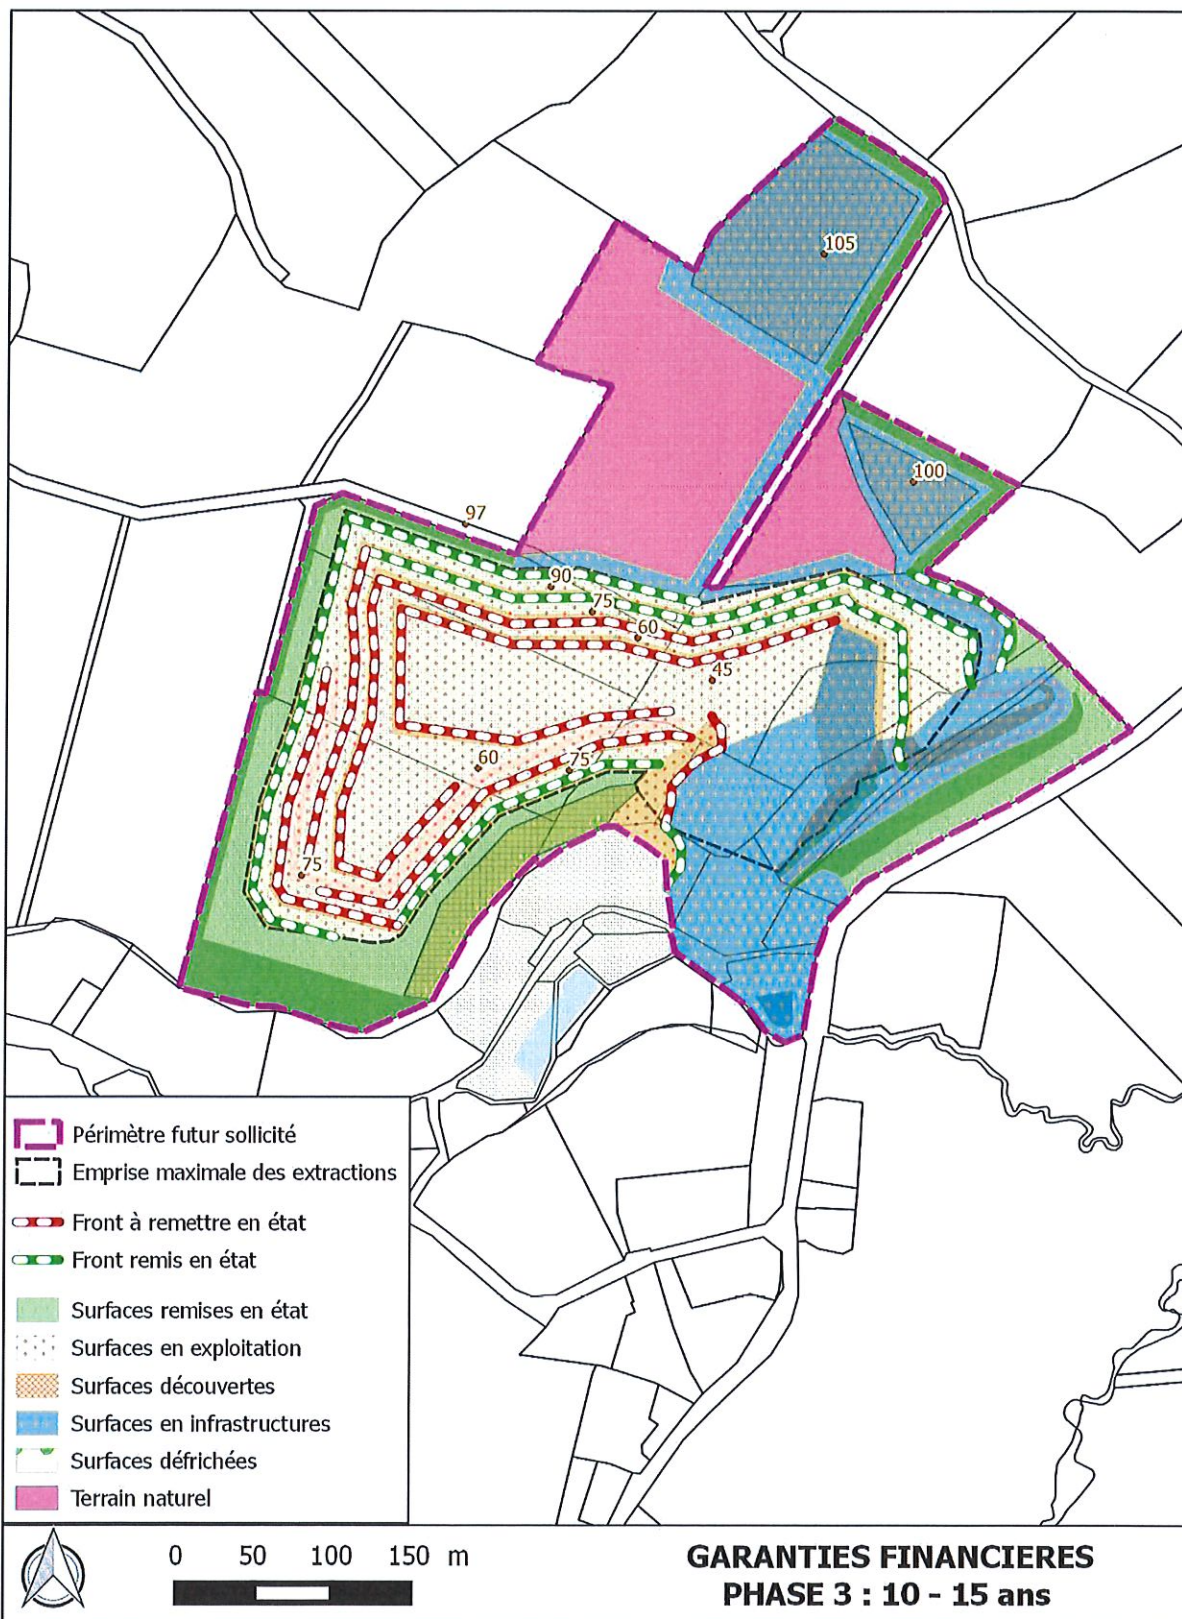 105
100
97
90
75
60
45
60
75
75
Périmètre futur sollicité
Emprise maximale des extractions
Front à remettre en état
Front remis en état
Surfaces remises en état
Surfaces en exploitation
Surfaces découvertes
Surfaces en infrastructures
Surfaces défrichées
Terrain naturel
0 50 100 150 m
GARANTIES FINANCIERES
PHASE 3 : 10 - 15 ans